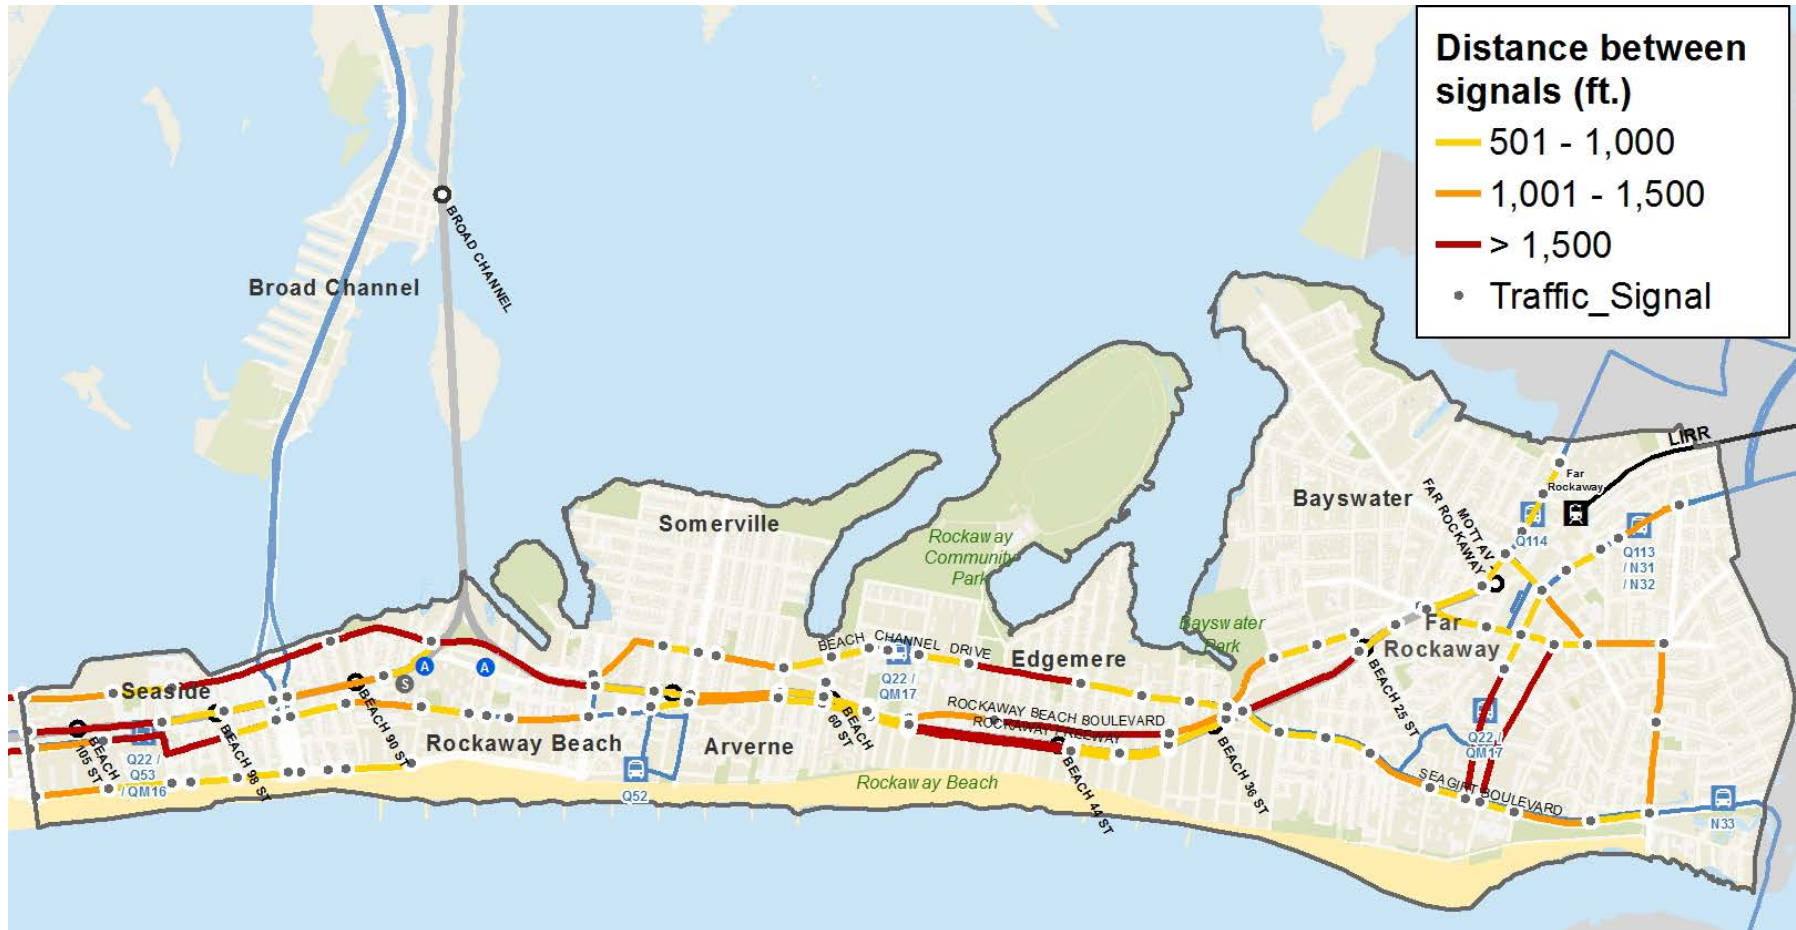 Distance between
signals (ft.)
501 - 1,000
1,001 - 1,500
> 1,500
Traffic_Signal
BROAD CHANNEL
Broad Channel
LIRR
Far
Rockaway
Bayswater
MOTT AV
FAR ROCKAWAY
Q114
Q113
/ N31
/ N32
Somerville
Rockaway
Community
Park
Bayswater
Park
Far
Rockaway
BEACH CHANNEL DRIVE
Edgemere
A
A
S
Seaside
Q22 /
QM17
BEACH 25 ST
ROCKAWAY BEACH BOULEVARD
ROCKAWAY FREEWAY
BEACH
60 ST
BEACH 90 ST
BEACH 98 ST
BEACH
105 ST
Rockaway Beach
Arverne
Q22 /
Q53
/ QM16
Q52
Rockaway Beach
BEACH 44 ST
BEACH 36 ST
Q22 /
QM17
SEAGIRT BOULEVARD
N33